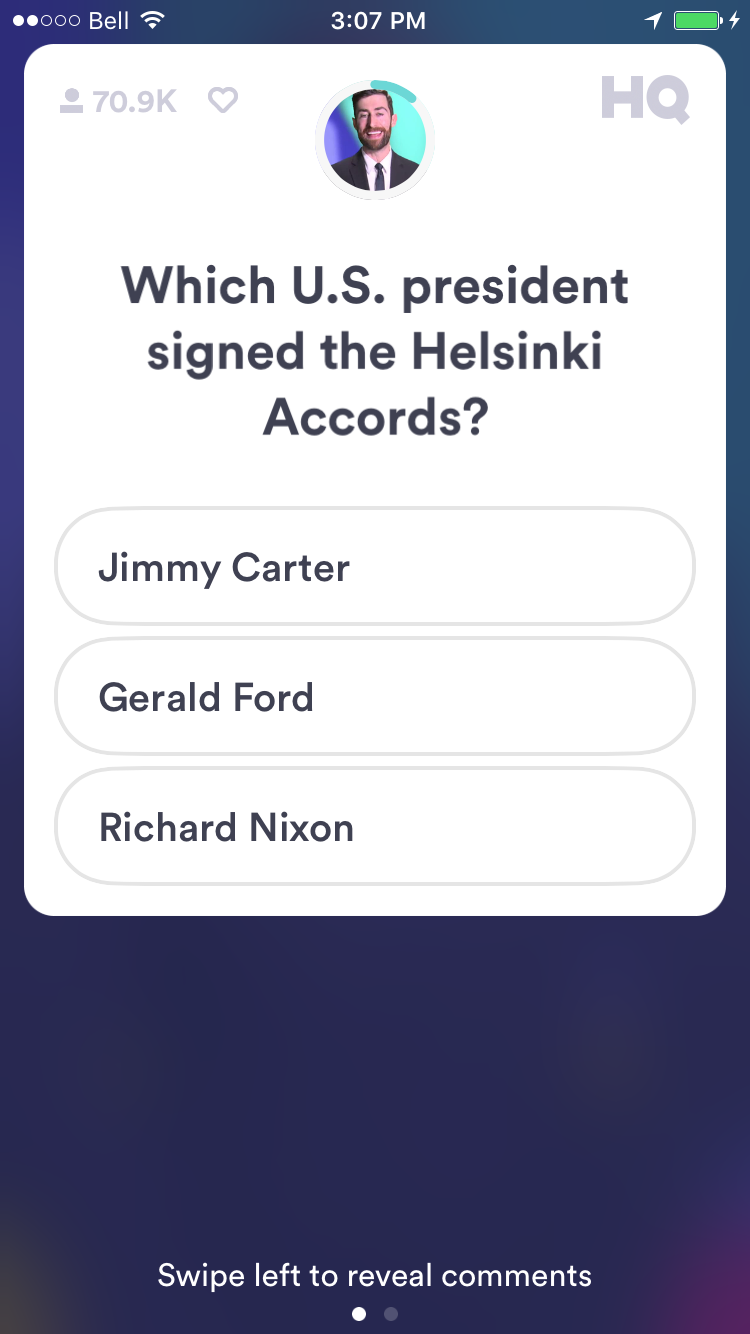 Bell 3:07 PM
70.9K HQ
Which U.S. president
signed the Helsinki
Accords?
Jimmy Carter
Gerald Ford
Richard Nixon
Swipe left to reveal comments